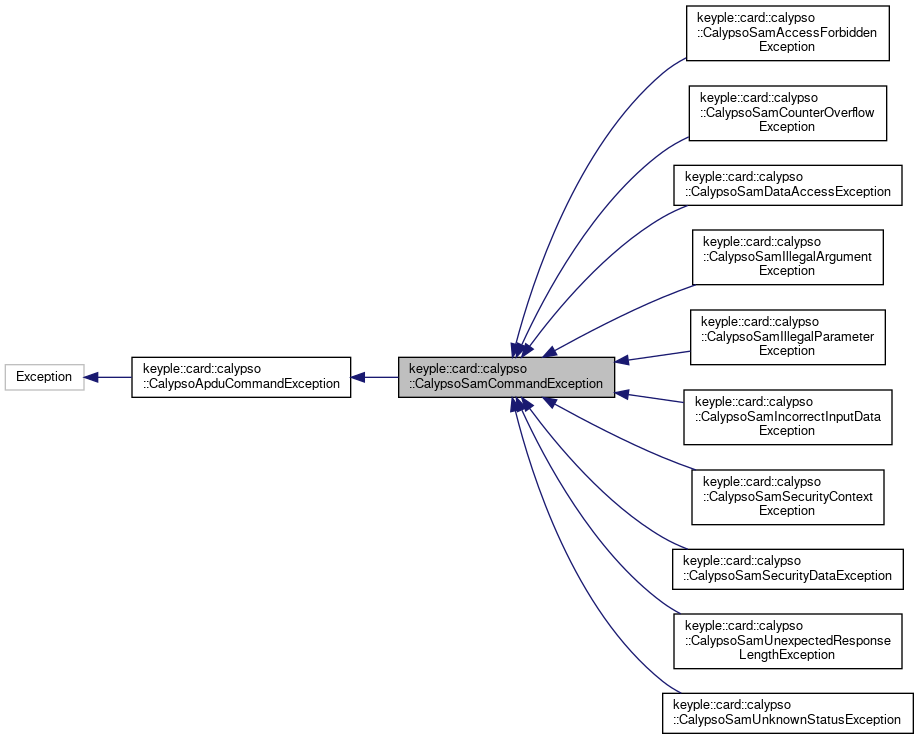 Exception
keyple::card::calypso
::CalypsoApduCommandException
keyple::card::calypso
::CalypsoSamCommandException
keyple::card::calypso
::CalypsoSamAccessForbidden
Exception
keyple::card::calypso
::CalypsoSamCounterOverflow
Exception
keyple::card::calypso
::CalypsoSamDataAccessException
keyple::card::calypso
::CalypsoSamIllegalArgument
Exception
keyple::card::calypso
::CalypsoSamIllegalParameter
Exception
keyple::card::calypso
::CalypsoSamIncorrectInputData
Exception
keyple::card::calypso
::CalypsoSamSecurityContext
Exception
keyple::card::calypso
::CalypsoSamSecurityDataException
keyple::card::calypso
::CalypsoSamUnexpectedResponse
LengthException
keyple::card::calypso
::CalypsoSamUnknownStatusException